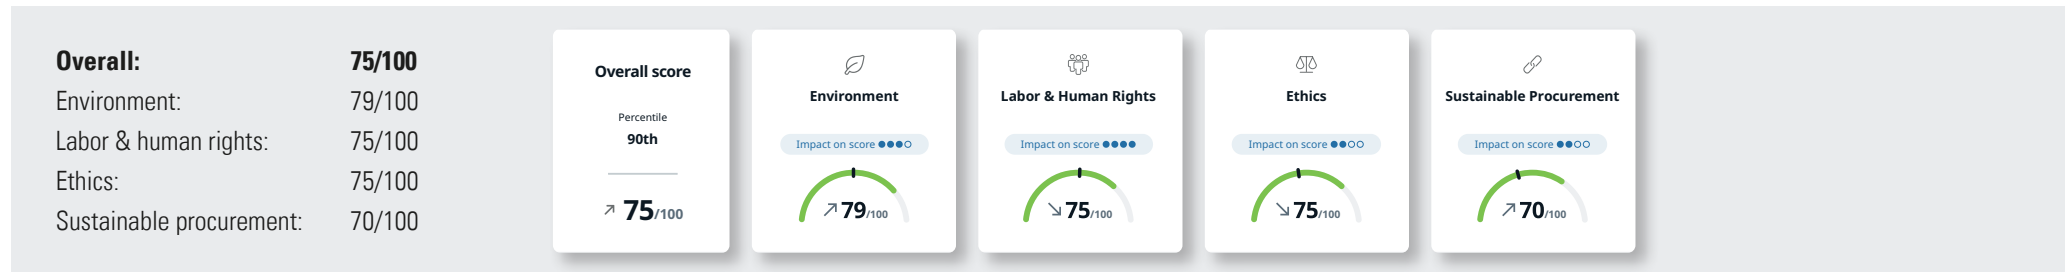 Overall: 75/100
Environment: 79/100
Labor & human rights: 75/100
Ethics: 75/100
Sustainable procurement: 70/100
Overall score
Percentile
90th
75/100
Environment
Impact on score
79/100
Labor & Human Rights
Impact on score
75/100
Ethics
Impact on score
75/100
Sustainable Procurement
Impact on score
70/100